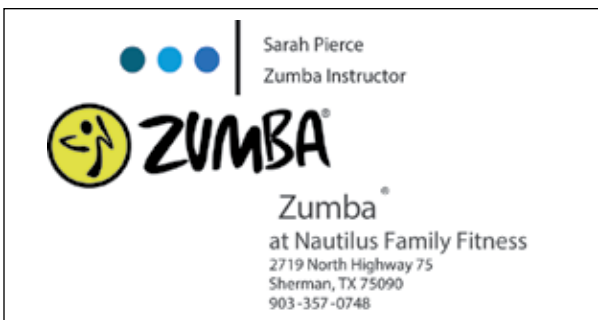 Sarah Pierce
Zumba Instructor
ZUMBA®
Zumba®
at Nautilus Family Fitness
2719 North Highway 75
Sherman, TX 75090
903-357-0748